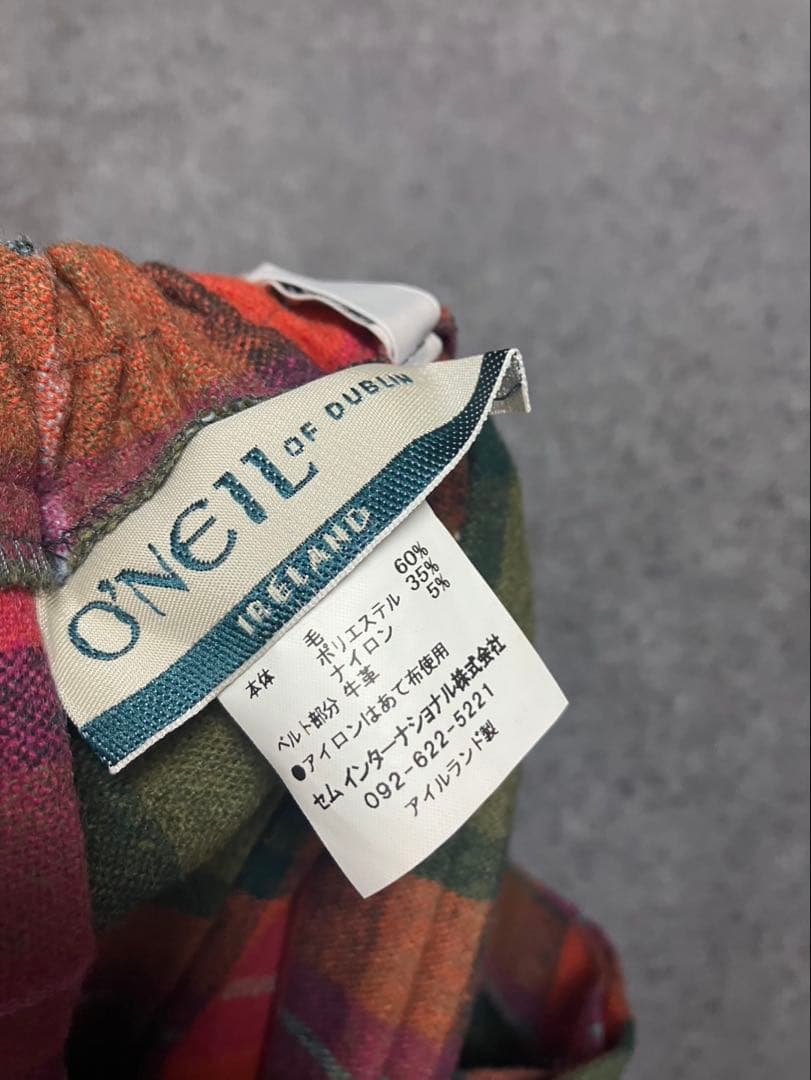 O'NEIL OF DUBLIN
IRELAND
本体 毛 60%
ポリエステル 35%
ナイロン 5%
ベルト部分 牛革
●アイロンはあて布使用
セムインターナショナル株式会社
092-622-5221
アイルランド製